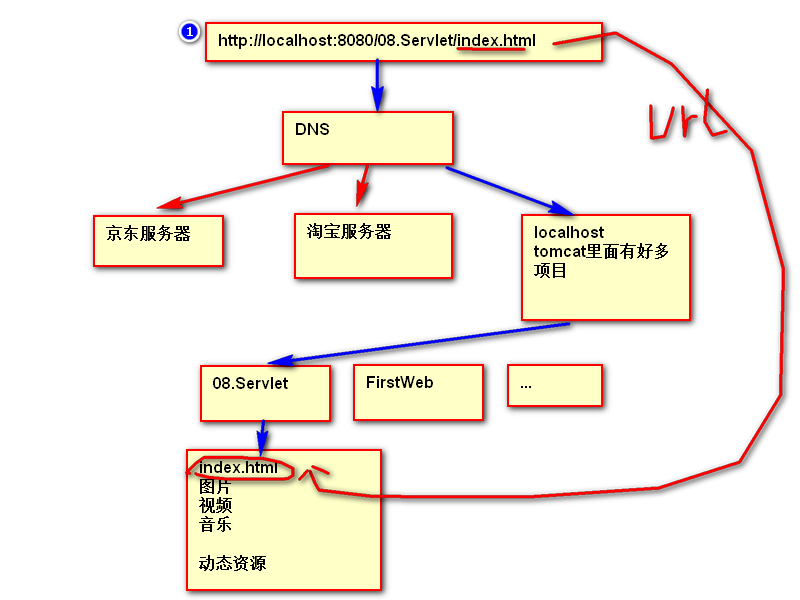 1
http://localhost:8080/08.Servlet/index.html
url
DNS
京东服务器
淘宝服务器
localhost
tomcat里面有好多
项目
08.Servlet
FirstWeb
...
index.html
图片
视频
音乐
动态资源